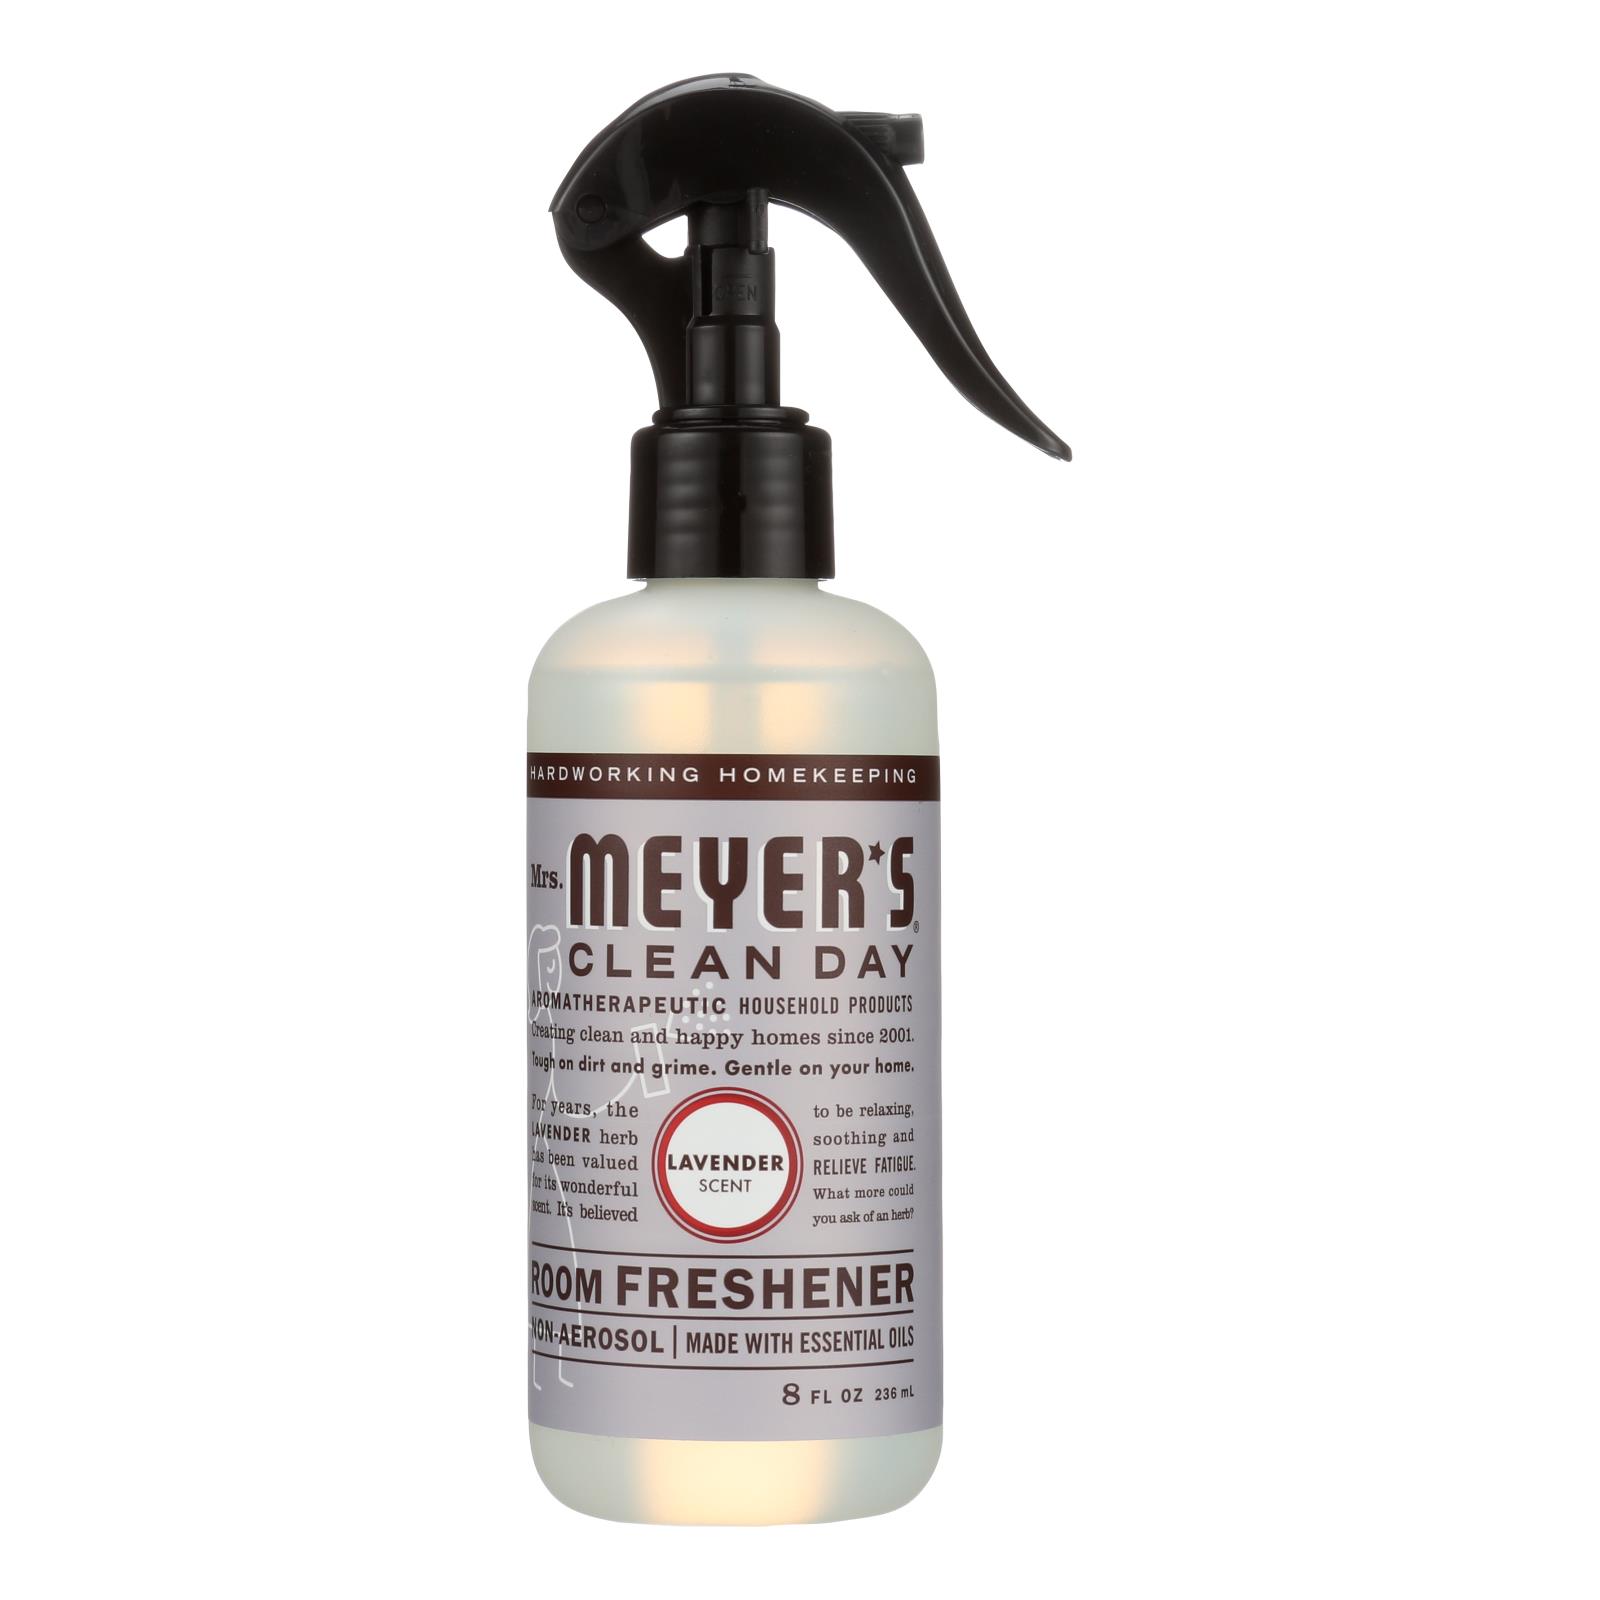 OPEN
HARDWORKING HOMEKEEPING
Mrs. MEYER'S®
CLEAN DAY
AROMATHERAPEUTIC HOUSEHOLD PRODUCTS
Creating clean and happy homes since 2001.
Tough on dirt and grime. Gentle on your home.
For years, the
LAVENDER herb
has been valued
for its wonderful
scent. It's believed
LAVENDER
SCENT
to be relaxing,
soothing and
RELIEVE FATIGUE.
What more could
you ask of an herb?
ROOM FRESHENER
NON-AEROSOL | MADE WITH ESSENTIAL OILS
8 FL OZ 236 mL